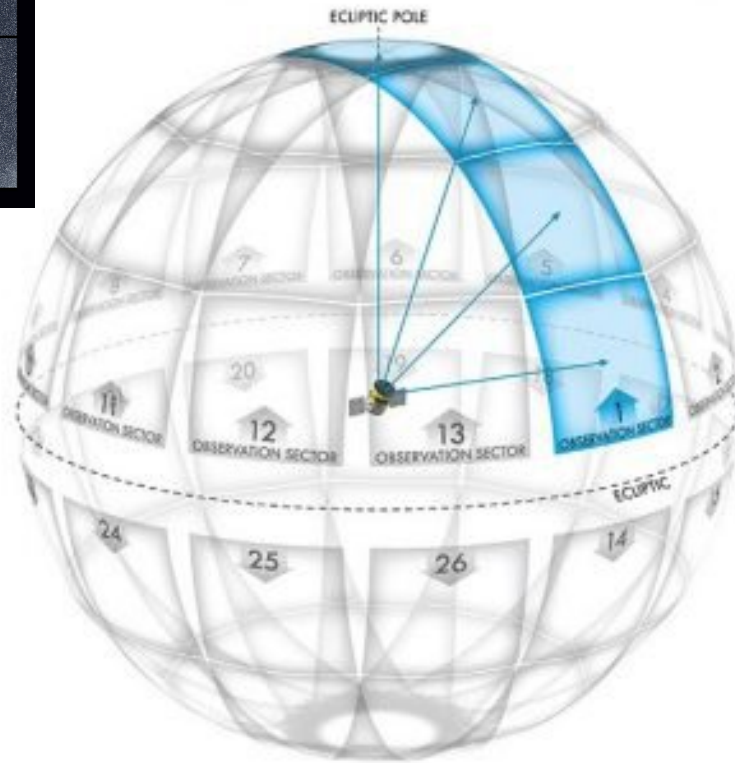 ECLIPTIC POLE
7
OBSERVATION SECTOR
6
OBSERVATION SECTOR
5
20
11
OBSERVATION SECTOR
12
OBSERVATION SECTOR
13
OBSERVATION SECTOR
1
OBSERVATION SECTOR
ECLIPTIC
24
25
26
14